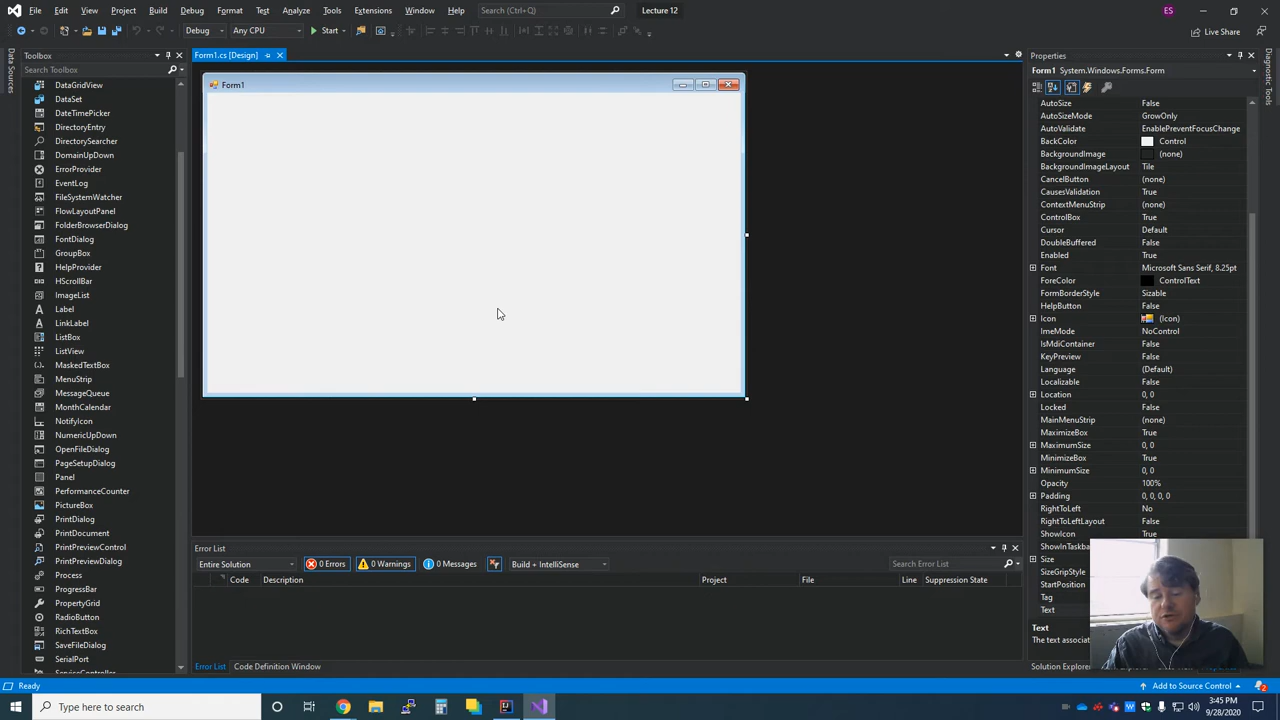 File Edit View Project Build Debug Format Test Analyze Tools Extensions Window Help Search (Ctrl+Q) Lecture 12 ES
Debug Any CPU Start Live Share
Data Sources
Toolbox
Search Toolbox
DataGridView
DataSet
DateTimePicker
DirectoryEntry
DirectorySearcher
DomainUpDown
ErrorProvider
EventLog
FileSystemWatcher
FlowLayoutPanel
FolderBrowserDialog
FontDialog
GroupBox
HelpProvider
HScrollBar
ImageList
Label
LinkLabel
ListBox
ListView
MaskedTextBox
MenuStrip
MessageQueue
MonthCalendar
NotifyIcon
NumericUpDown
OpenFileDialog
PageSetupDialog
Panel
PerformanceCounter
PictureBox
PrintDialog
PrintDocument
PrintPreviewControl
PrintPreviewDialog
Process
ProgressBar
PropertyGrid
RadioButton
RichTextBox
SaveFileDialog
SerialPort
Form1.cs [Design]
Form1
Error List
Entire Solution 0 Errors 0 Warnings 0 Messages Build + IntelliSense Search Error List
Code Description Project File Line Suppression State
Error List Code Definition Window
Properties
Form1 System.Windows.Forms.Form
AutoSize False
AutoSizeMode GrowOnly
AutoValidate EnablePreventFocusChange
BackColor Control
BackgroundImage (none)
BackgroundImageLayout Tile
CancelButton (none)
CausesValidation True
ContextMenuStrip (none)
ControlBox True
Cursor Default
DoubleBuffered False
Enabled True
Font Microsoft Sans Serif, 8.25pt
ForeColor ControlText
FormBorderStyle Sizable
HelpButton False
Icon (Icon)
ImeMode NoControl
IsMdiContainer False
KeyPreview False
Language (Default)
Localizable False
Location 0, 0
Locked False
MainMenuStrip (none)
MaximizeBox True
MaximumSize 0, 0
MinimizeBox True
MinimumSize 0, 0
Opacity 100%
Padding 0, 0, 0, 0
RightToLeft No
RightToLeftLayout False
ShowIcon True
ShowInTaskba
Size
SizeGripStyle
StartPosition
Tag
Text
Text
The text associat
Solution Explorer
Diagnostic Tools
Ready Add to Source Control 2
Type here to search
3:45 PM
9/28/2020